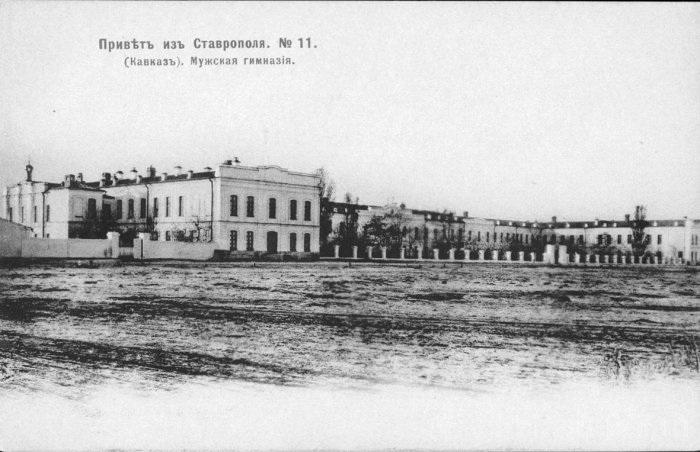 Привѣтъ изъ Ставрополя. № 11.
(Кавказъ). Мужская гимназія.